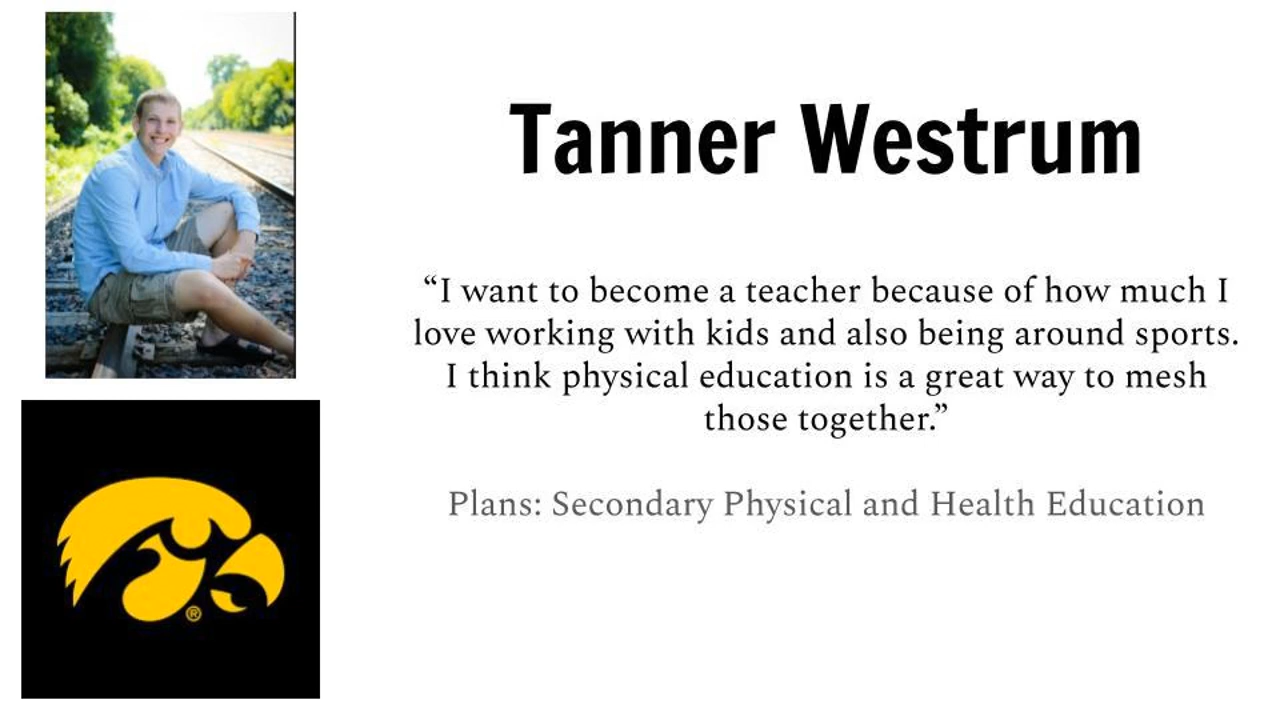 Tanner Westrum
“I want to become a teacher because of how much I
love working with kids and also being around sports.
I think physical education is a great way to mesh
those together.”
Plans: Secondary Physical and Health Education
®